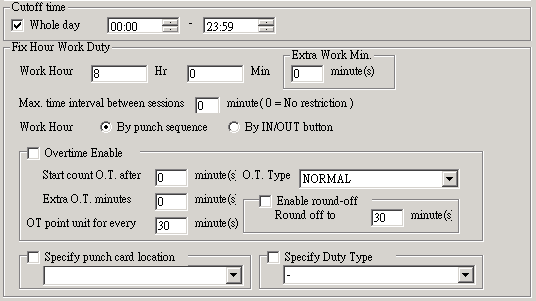 Cutoff time
Whole day 00:00 - 23:59
Fix Hour Work Duty
Extra Work Min.
Work Hour 8 Hr 0 Min 0 minute(s)
Max. time interval between sessions 0 minute ( 0 = No restriction )
Work Hour By punch sequence By IN/OUT button
Overtime Enable
Start count O.T. after 0 minute(s O.T. Type NORMAL
Extra O.T. minutes 0 minute(s Enable round-off
Round off to 30 minute(s
OT point unit for every 30 minute(s)
Specify punch card location Specify Duty Type
-